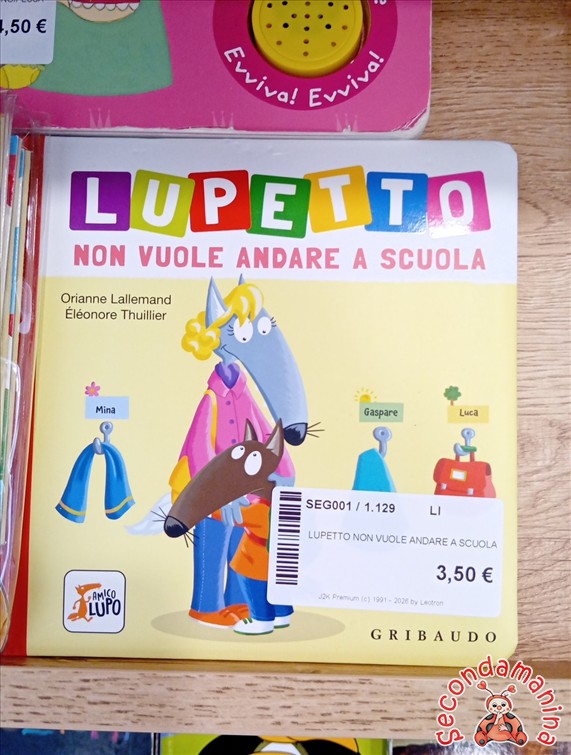 4,50 €
Evviva! Evviva!
LUPETTO
NON VUOLE ANDARE A SCUOLA
Orianne Lallemand
Éléonore Thuillier
Mina
Gaspare
Luca
SEG001 / 1.129 LI
LUPETTO NON VUOLE ANDARE A SCUOLA
3,50 €
J2K Premium (c) 1991 - 2026 by Leotron
AMICO
LUPO
GRIBAUDO
Secondamanina